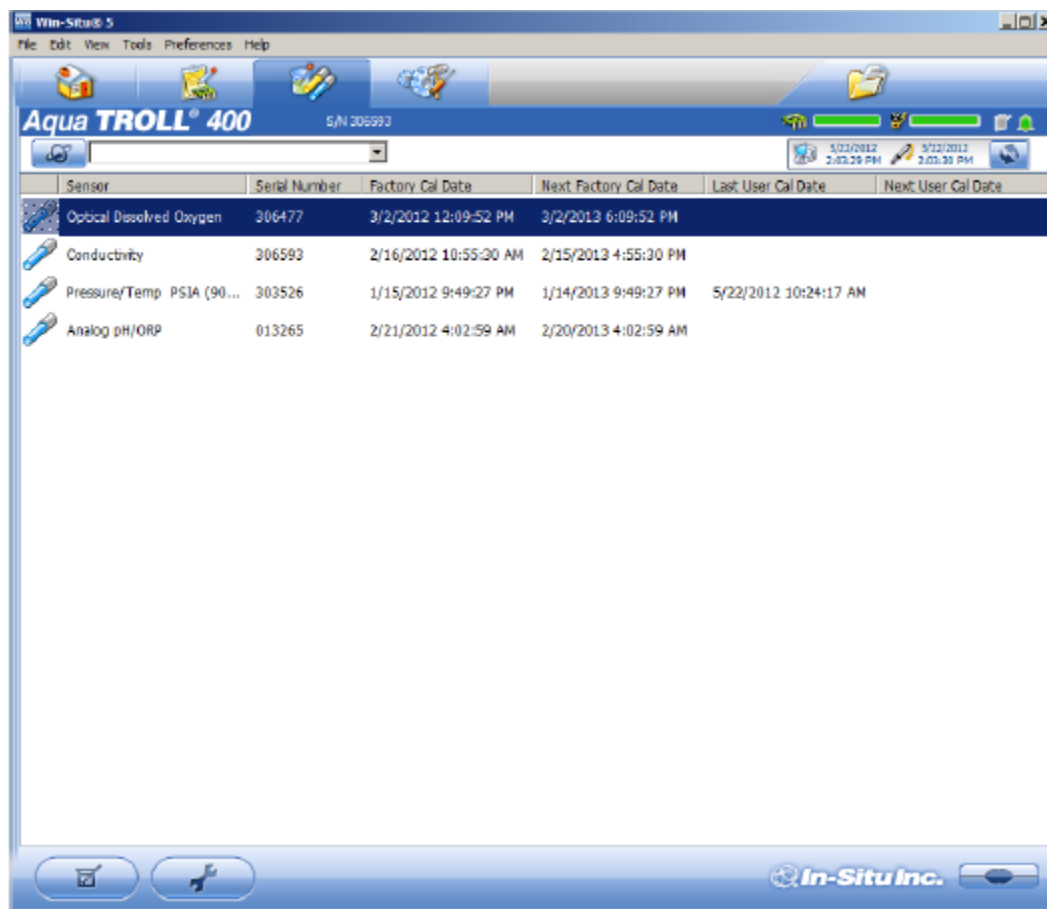 Win-Situ® 5
File Edit View Tools Preferences Help
Aqua TROLL® 400 S/N 306593
5/22/2012 2:03:29 PM 5/22/2012 2:03:30 PM
Sensor Serial Number Factory Cal Date Next Factory Cal Date Last User Cal Date Next User Cal Date
Optical Dissolved Oxygen 306477 3/2/2012 12:09:52 PM 3/2/2013 6:09:52 PM
Conductivity 306593 2/16/2012 10:55:30 AM 2/15/2013 4:55:30 PM
Pressure/Temp PSIA (90... 303526 1/15/2012 9:49:27 PM 1/14/2013 9:49:27 PM 5/22/2012 10:24:17 AM
Analog pH/ORP 013265 2/21/2012 4:02:59 AM 2/20/2013 4:02:59 AM
In-Situ Inc.